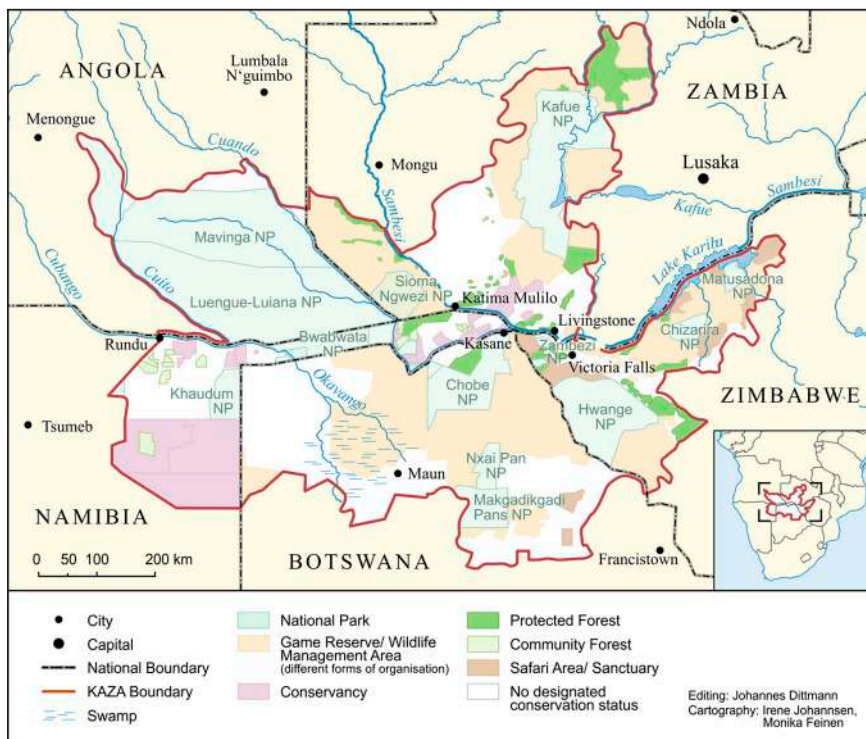 Ndola
ANGOLA
Lumbala
N'guimbo
ZAMBIA
Menongue
Kafue
NP
Cuando
Mongu
Lusaka
Sambesi
Sambesi
Kafue
Mavinga NP
Cubango
Cuito
Lake Kariba
Sioma
Ngwezi NP
Matusadona
NP
Luengue-Luiana NP
Katima Mulilo
Livingstone
Chizarira
NP
Rundu
Bwabwata
NP
Kasane
Zambezi
NP
Victoria Falls
Okavango
Khaudum
NP
Chobe
NP
ZIMBABWE
Hwange
NP
Tsumeb
Nxai Pan
NP
Maun
Makgadikgadi
Pans NP
NAMIBIA
BOTSWANA
Francistown
0 100 200 km
City
Capital
National Boundary
KAZA Boundary
Swamp
National Park
Game Reserve/ Wildlife
Management Area
(different forms of organisation)
Conservancy
Protected Forest
Community Forest
Safari Area/ Sanctuary
No designated
conservation status
Editing: Johannes Dittmann
Cartography: Irene Johannsen,
Monika Feinen